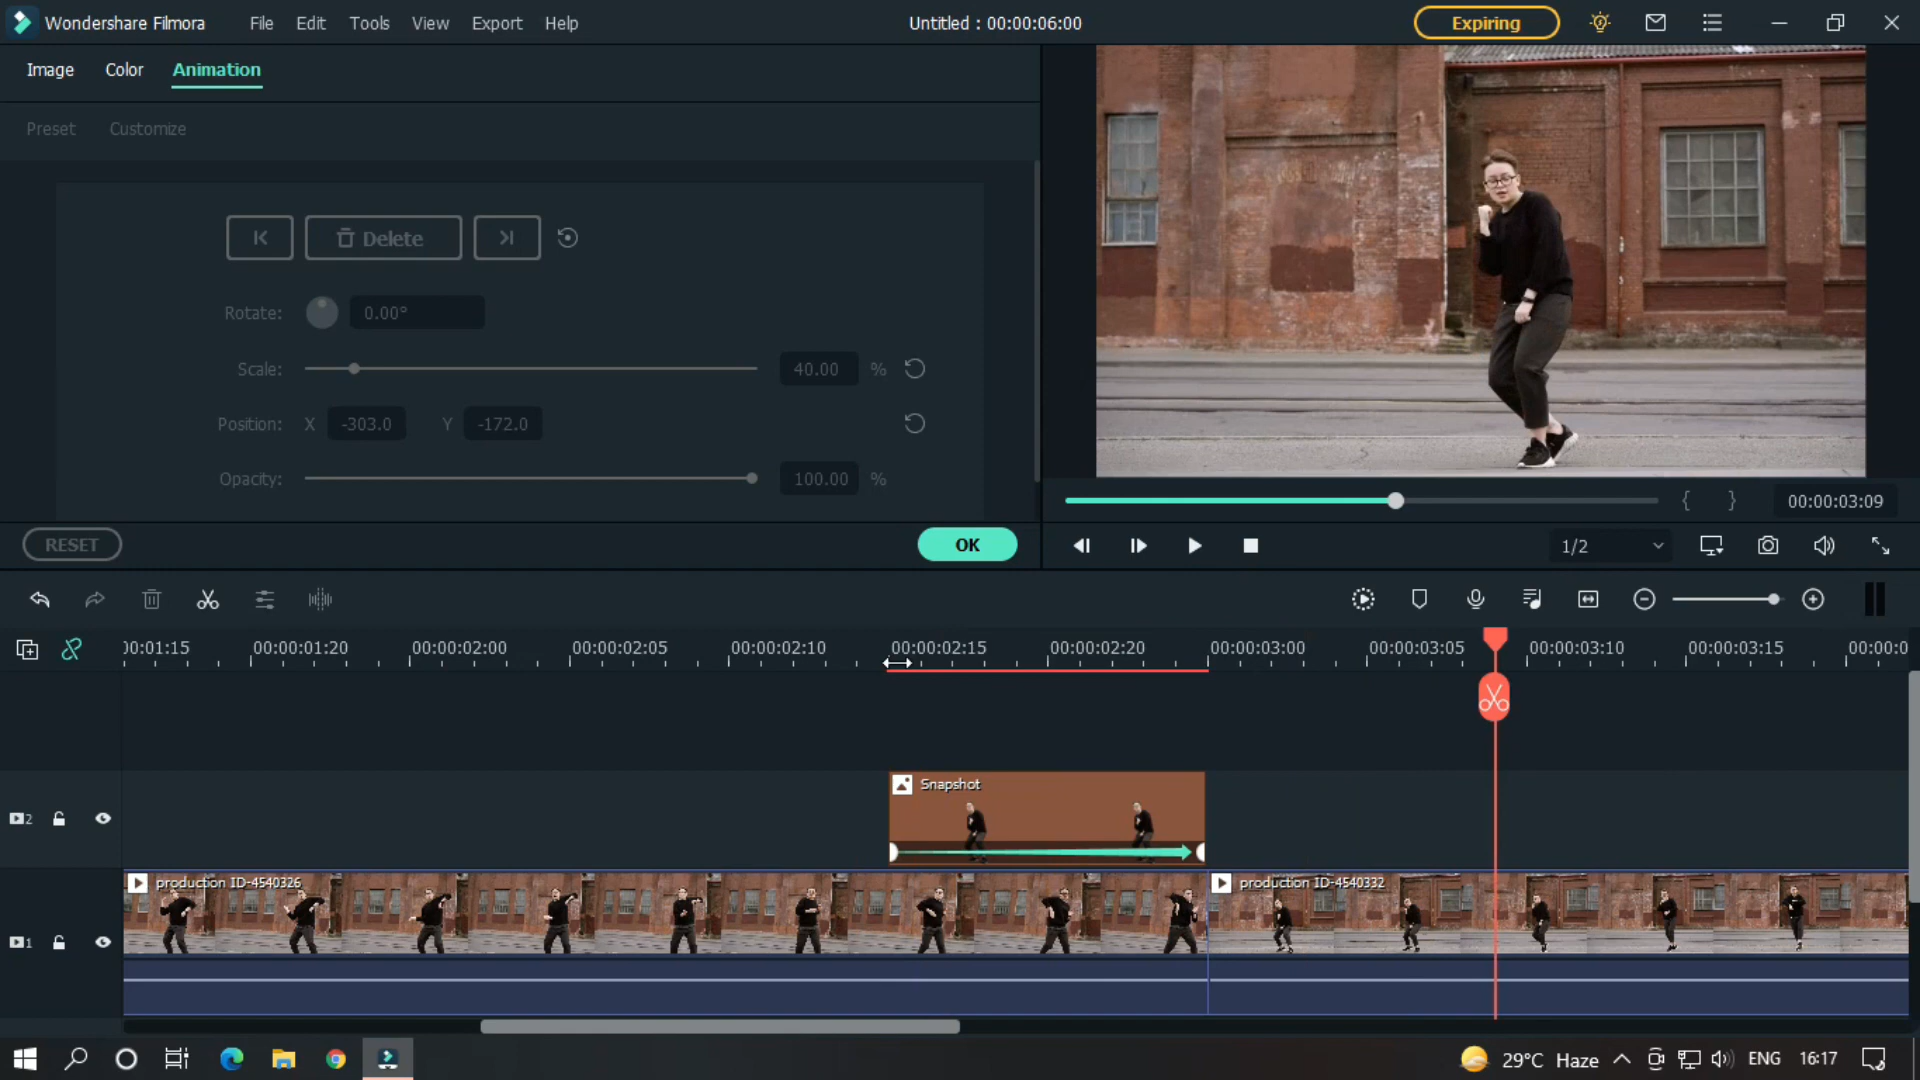 Wondershare Filmora File Edit Tools View Export Help Untitled : 00:00:06:00 Expiring
Image Color Animation
Preset Customize
Delete
Rotate: 0.00°
Scale: 40.00 %
Position: X -303.0 Y -172.0
Opacity: 100.00 %
{ } 00:00:03:09
RESET OK 1/2
00:01:15 00:00:01:20 00:00:02:00 00:00:02:05 00:00:02:10 00:00:02:15 00:00:02:20 00:00:03:00 00:00:03:05 00:00:03:10 00:00:03:15 00:00:0
Snapshot
2
production ID-4540326 production ID-4540332
1
29°C Haze ENG 16:17